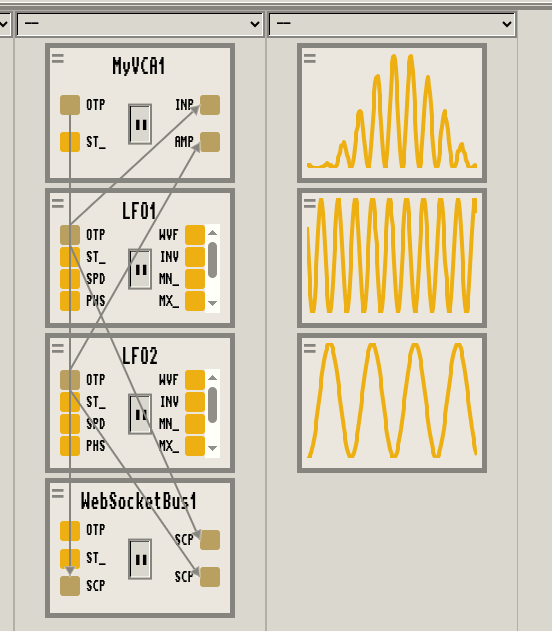 — —
MyVCA1
OTP INP
ST_ AMP
LFO1
OTP WVF
ST_ INV
SPD MN_
PHS MX_
LFO2
OTP WVF
ST_ INV
SPD MN_
PHS MX_
WebSocketBus1
OTP
SCP
ST_
SCP
SCP